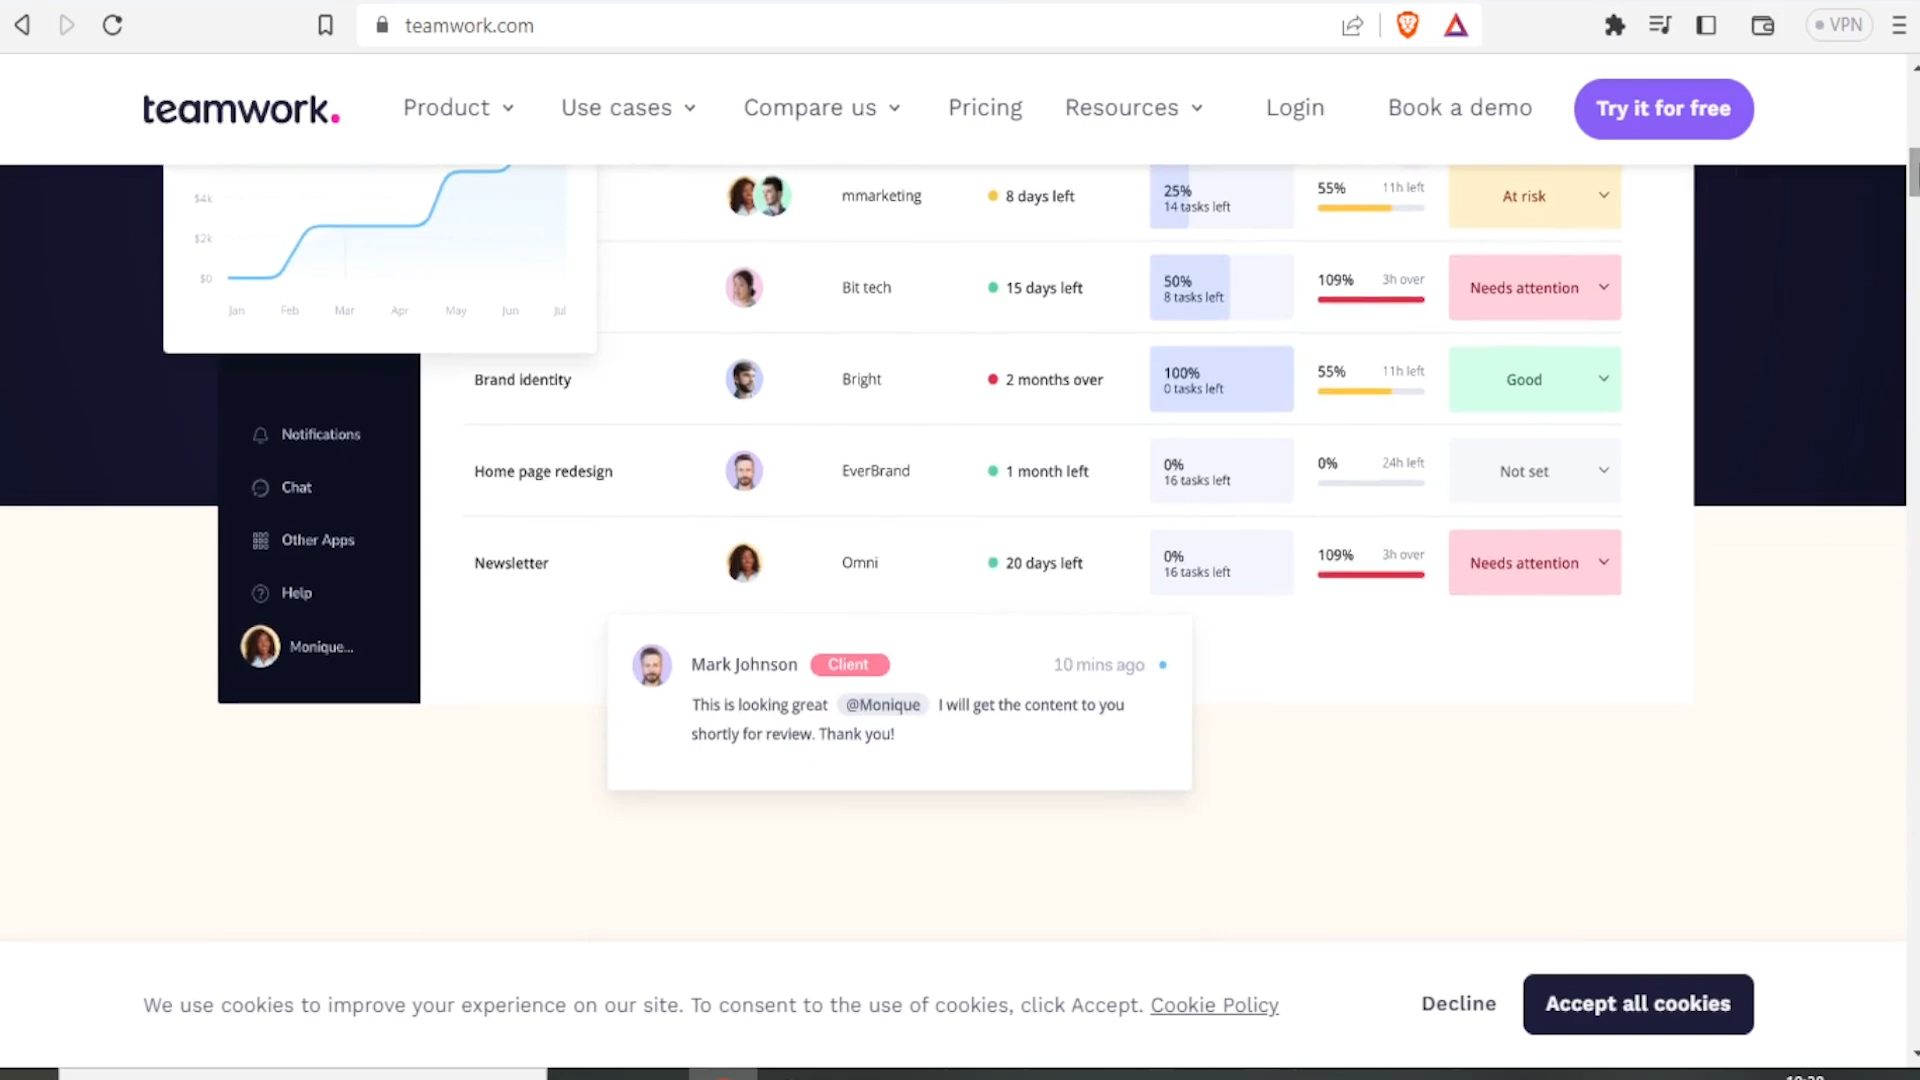 teamwork.com
VPN
teamwork.
Product
Use cases
Compare us
Pricing
Resources
Login
Book a demo
Try it for free
$4k
$2k
$0
Jan Feb Mar Apr May Jun Jul
mmarketing
8 days left
25%
14 tasks left
55% 11h left
At risk
Bit tech
15 days left
50%
8 tasks left
109% 3h over
Needs attention
Brand identity
Bright
2 months over
100%
0 tasks left
55% 11h left
Good
Home page redesign
EverBrand
1 month left
0%
16 tasks left
0% 24h left
Not set
Newsletter
Omni
20 days left
0%
16 tasks left
109% 3h over
Needs attention
Notifications
Chat
Other Apps
Help
Monique...
Mark Johnson
Client
10 mins ago
This is looking great @Monique I will get the content to you
shortly for review. Thank you!
We use cookies to improve your experience on our site. To consent to the use of cookies, click Accept. Cookie Policy
Decline
Accept all cookies